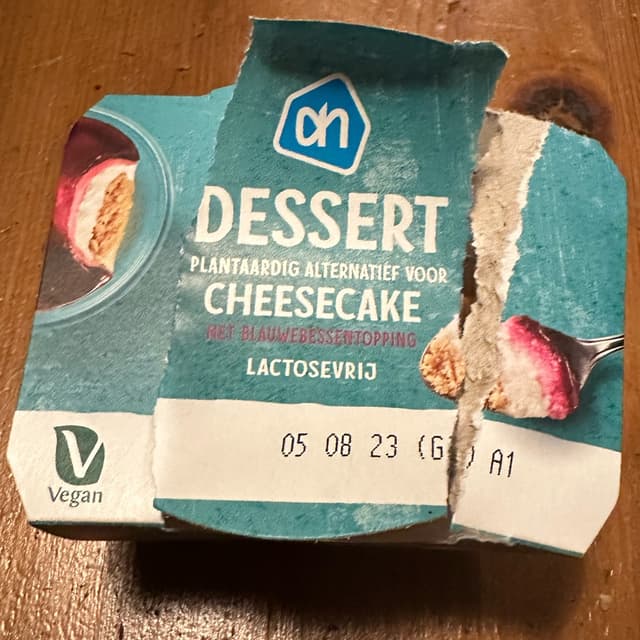 ah
DESSERT
PLANTAARDIG ALTERNATIEF VOOR
CHEESECAKE
MET BLAUWEBESSENTOPPING
LACTOSEVRIJ
05 08 23 (G ) A1
V
Vegan